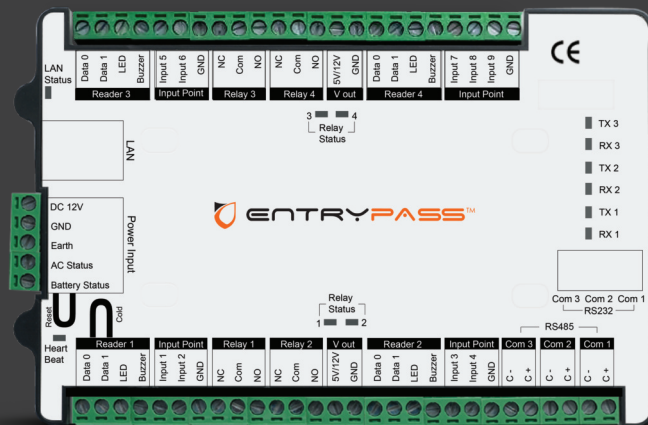 LAN
Status
Data 0
Data 1
LED
Buzzer
Input 5
Input 6
GND
NC
Com
NO
NC
Com
NO
5V/12V
GND
Data 0
Data 1
LED
Buzzer
Input 7
Input 8
Input 9
GND
Reader 3
Input Point
Relay 3
Relay 4
V out
Reader 4
Input Point
CE
3 4
Relay
Status
TX 3
RX 3
TX 2
RX 2
TX 1
RX 1
LAN
ENTRYPASS™
DC 12V
GND
Earth
AC Status
Battery Status
Power Input
Reset
Cold
Heart
Beat
Relay
Status
1 2
Com 3 Com 2 Com 1
RS232
RS485
Reader 1
Input Point
Relay 1
Relay 2
V out
Reader 2
Input Point
Com 3
Com 2
Com 1
Data 0
Data 1
LED
Buzzer
Input 1
Input 2
GND
NC
Com
NO
NC
Com
NO
5V/12V
GND
Data 0
Data 1
LED
Buzzer
Input 3
Input 4
GND
C -
C +
C -
C +
C -
C +